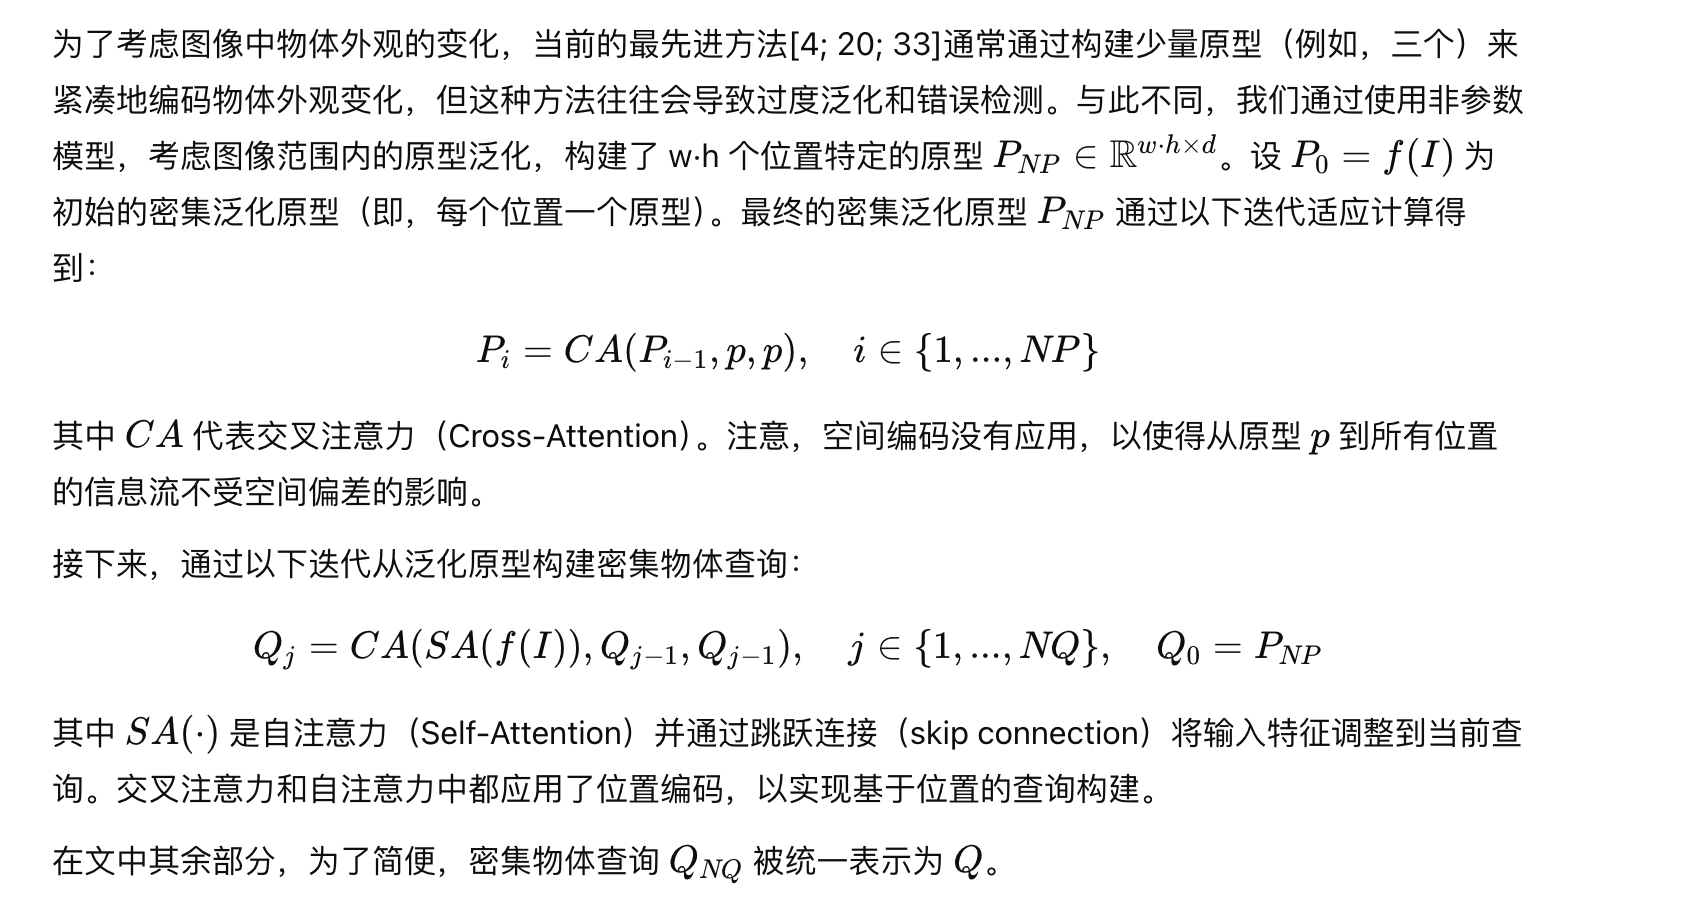 为了考虑图像中物体外观的变化，当前的最先进方法[4; 20; 33]通常通过构建少量原型（例如，三个）来
紧凑地编码物体外观变化，但这种方法往往会导致过度泛化和错误检测。与此不同，我们通过使用非参数
模型，考虑图像范围内的原型泛化，构建了 w·h 个位置特定的原型 $P_{NP} \in \mathbb{R}^{w \cdot h \times d}$。设 $P_0 = f(I)$ 为
初始的密集泛化原型（即，每个位置一个原型）。最终的密集泛化原型 $P_{NP}$ 通过以下迭代适应计算得
到：
$P_i = CA(P_{i-1}, p, p), \quad i \in \{1, ..., NP\}$
其中 $CA$ 代表交叉注意力（Cross-Attention）。注意，空间编码没有应用，以使得从原型 $p$ 到所有位置
的信息流不受空间偏差的影响。
接下来，通过以下迭代从泛化原型构建密集物体查询：
$Q_j = CA(SA(f(I)), Q_{j-1}, Q_{j-1}), \quad j \in \{1, ..., NQ\}, \quad Q_0 = P_{NP}$
其中 $SA(\cdot)$ 是自注意力（Self-Attention）并通过跳跃连接（skip connection）将输入特征调整到当前查
询。交叉注意力和自注意力中都应用了位置编码，以实现基于位置的查询构建。
在文中其余部分，为了简便，密集物体查询 $Q_{NQ}$ 被统一表示为 $Q$。